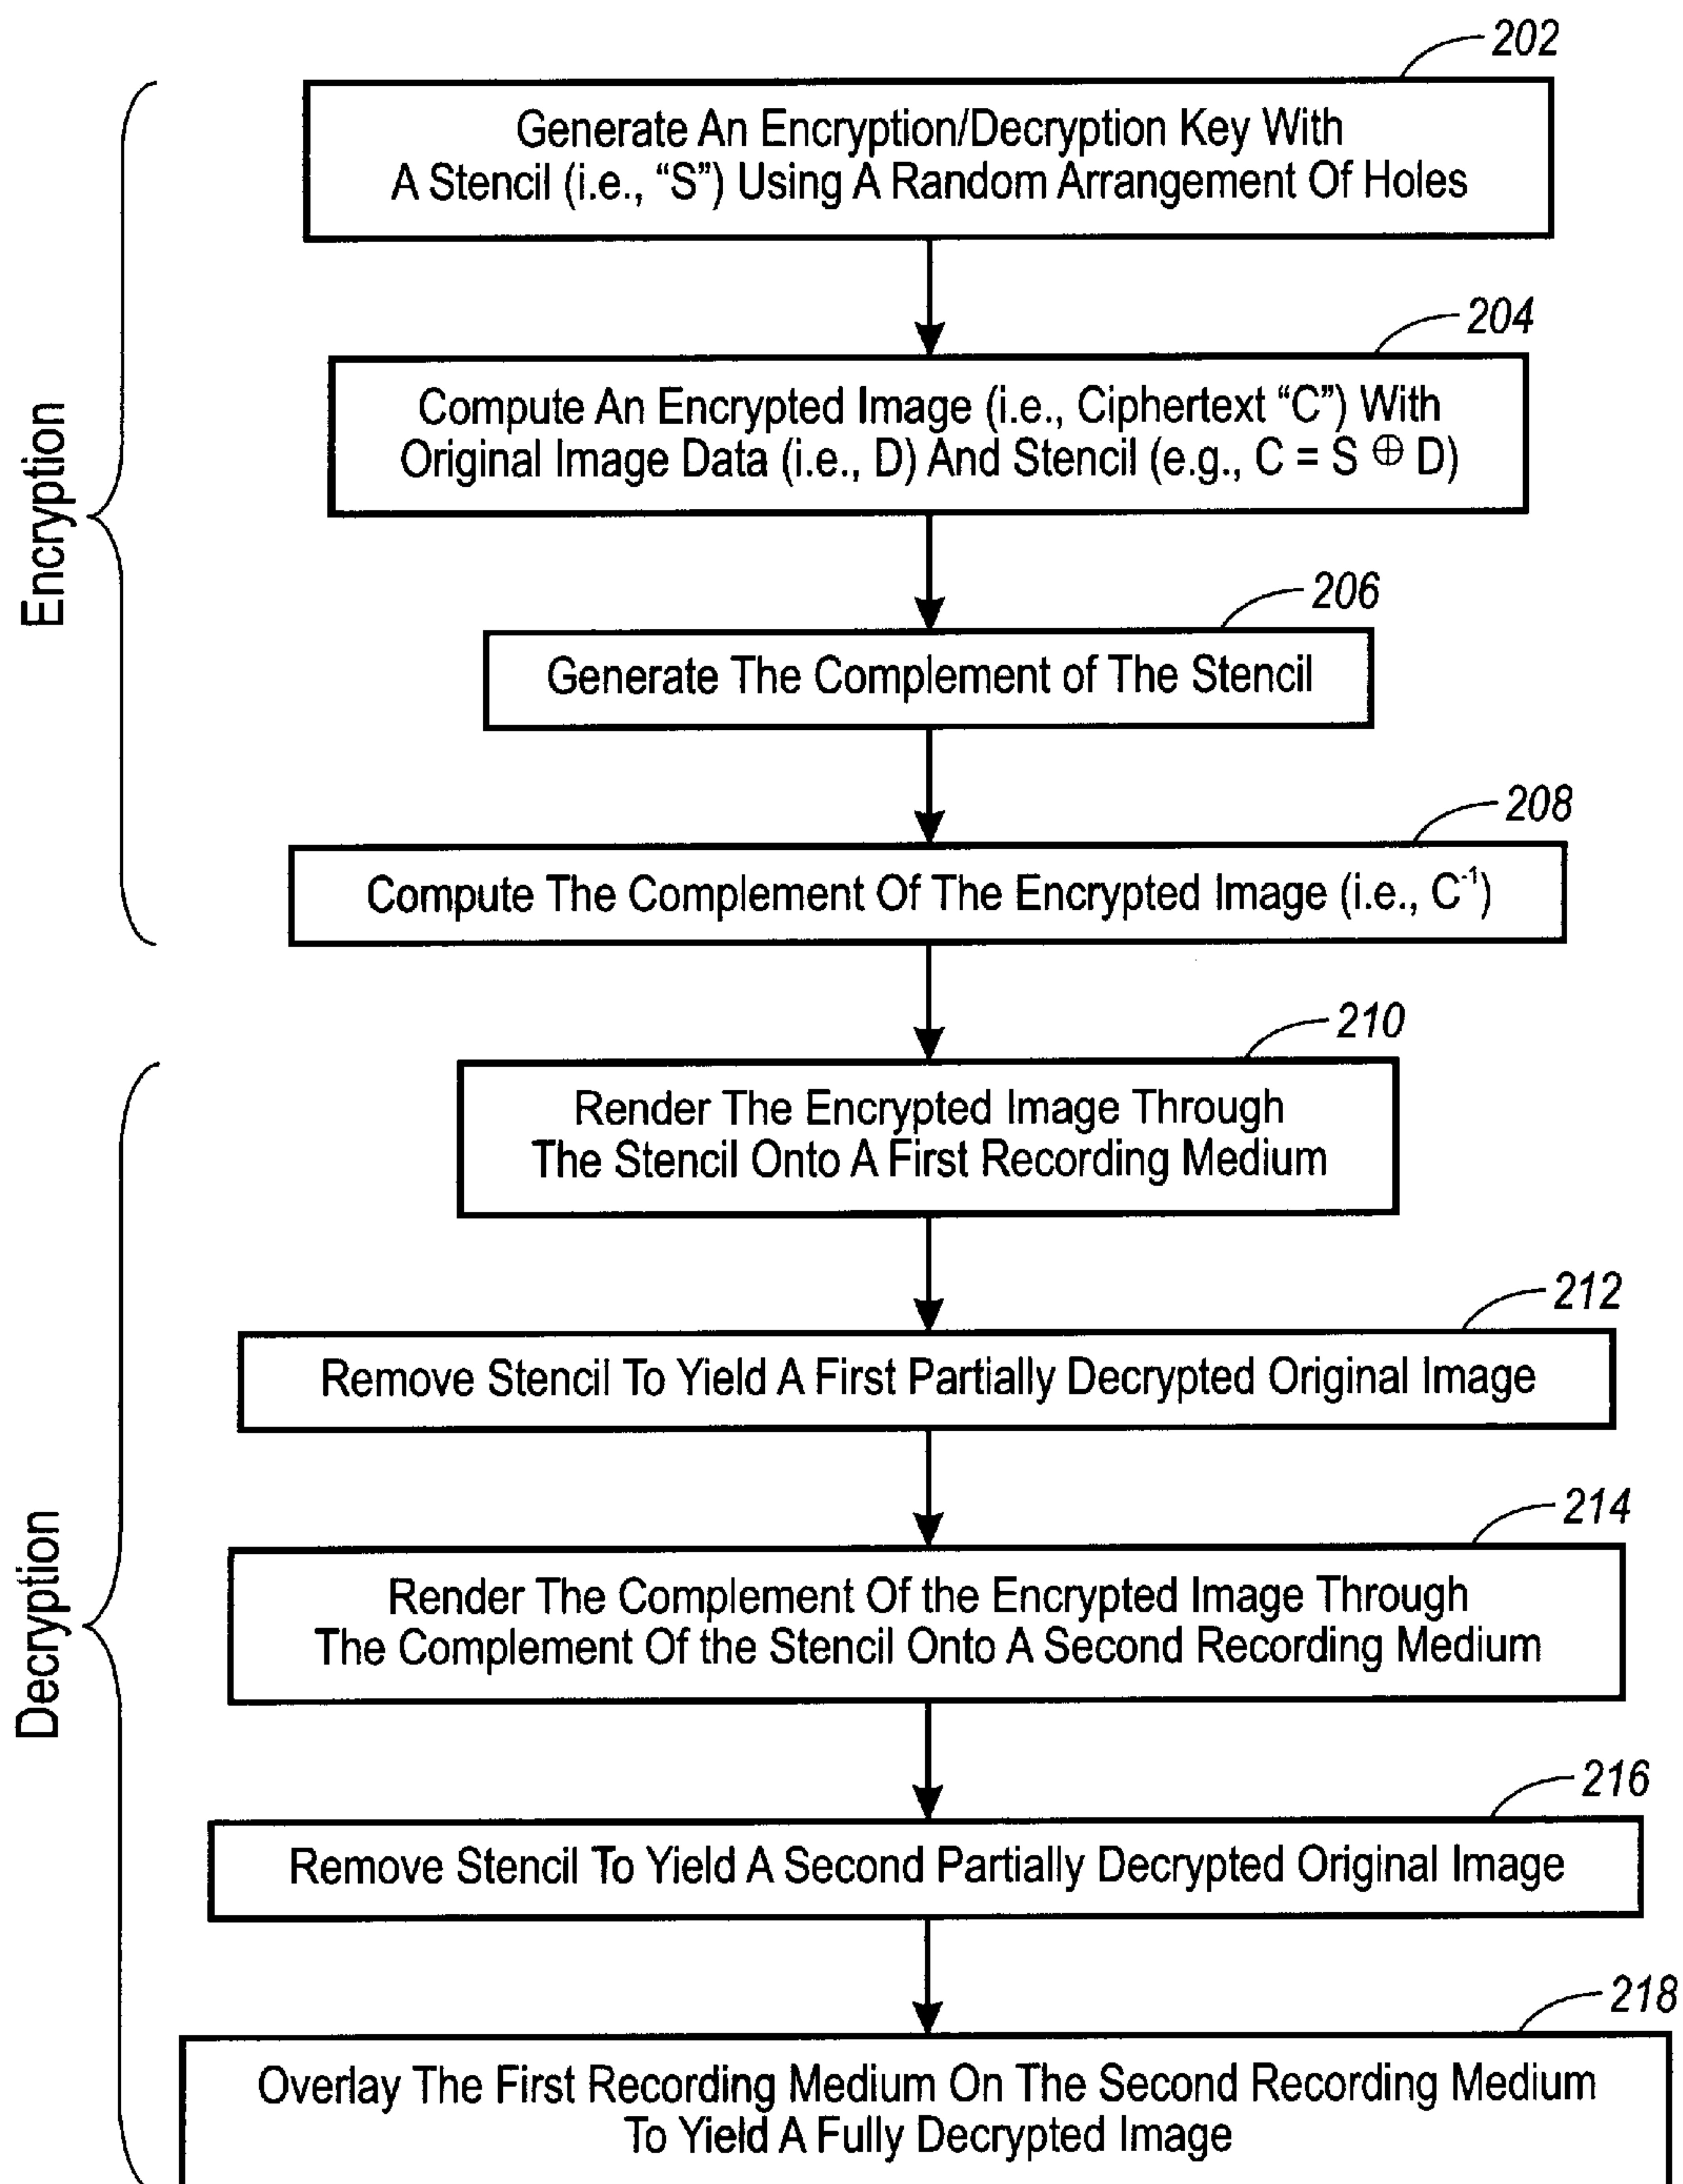 202
Generate An Encryption/Decryption Key With
A Stencil (i.e., “S”) Using A Random Arrangement Of Holes
204
Compute An Encrypted Image (i.e., Ciphertext “C”) With
Original Image Data (i.e., D) And Stencil (e.g., C = S ⊕ D)
206
Generate The Complement of The Stencil
208
Compute The Complement Of The Encrypted Image (i.e., C⁻¹)
Encryption
210
Render The Encrypted Image Through
The Stencil Onto A First Recording Medium
212
Remove Stencil To Yield A First Partially Decrypted Original Image
214
Render The Complement Of the Encrypted Image Through
The Complement Of the Stencil Onto A Second Recording Medium
216
Remove Stencil To Yield A Second Partially Decrypted Original Image
218
Overlay The First Recording Medium On The Second Recording Medium
To Yield A Fully Decrypted Image
Decryption